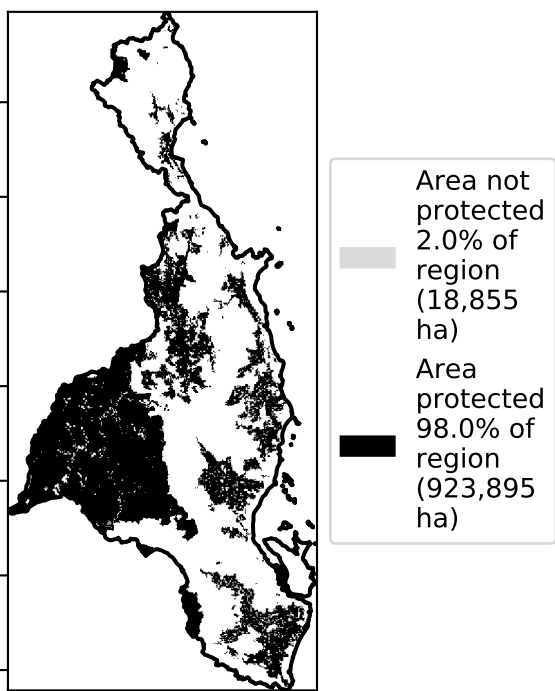 Area not
protected
2.0% of
region
(18,855
ha)
Area
protected
98.0% of
region
(923,895
ha)